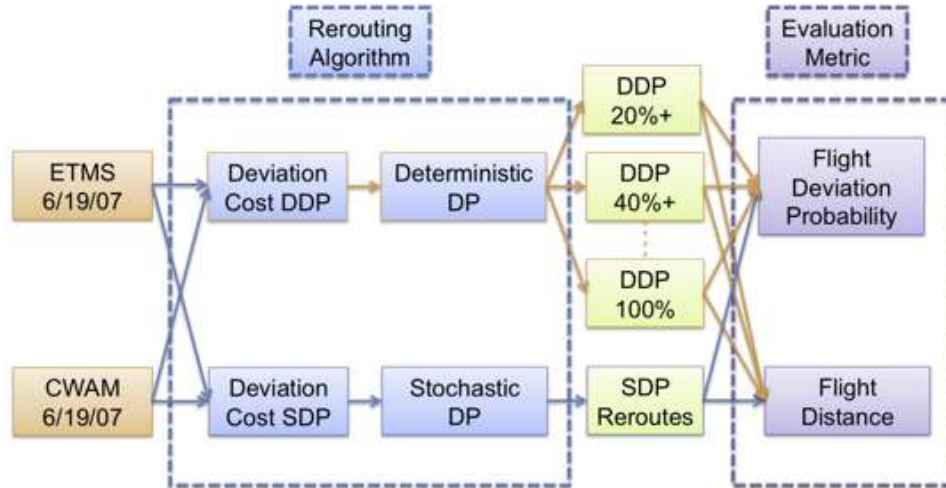 Rerouting
Algorithm
Evaluation
Metric
DDP
20%+
ETMS
6/19/07
Deviation
Cost DDP
Deterministic
DP
DDP
40%+
Flight
Deviation
Probability
DDP
100%
CWAM
6/19/07
Deviation
Cost SDP
Stochastic
DP
SDP
Reroutes
Flight
Distance